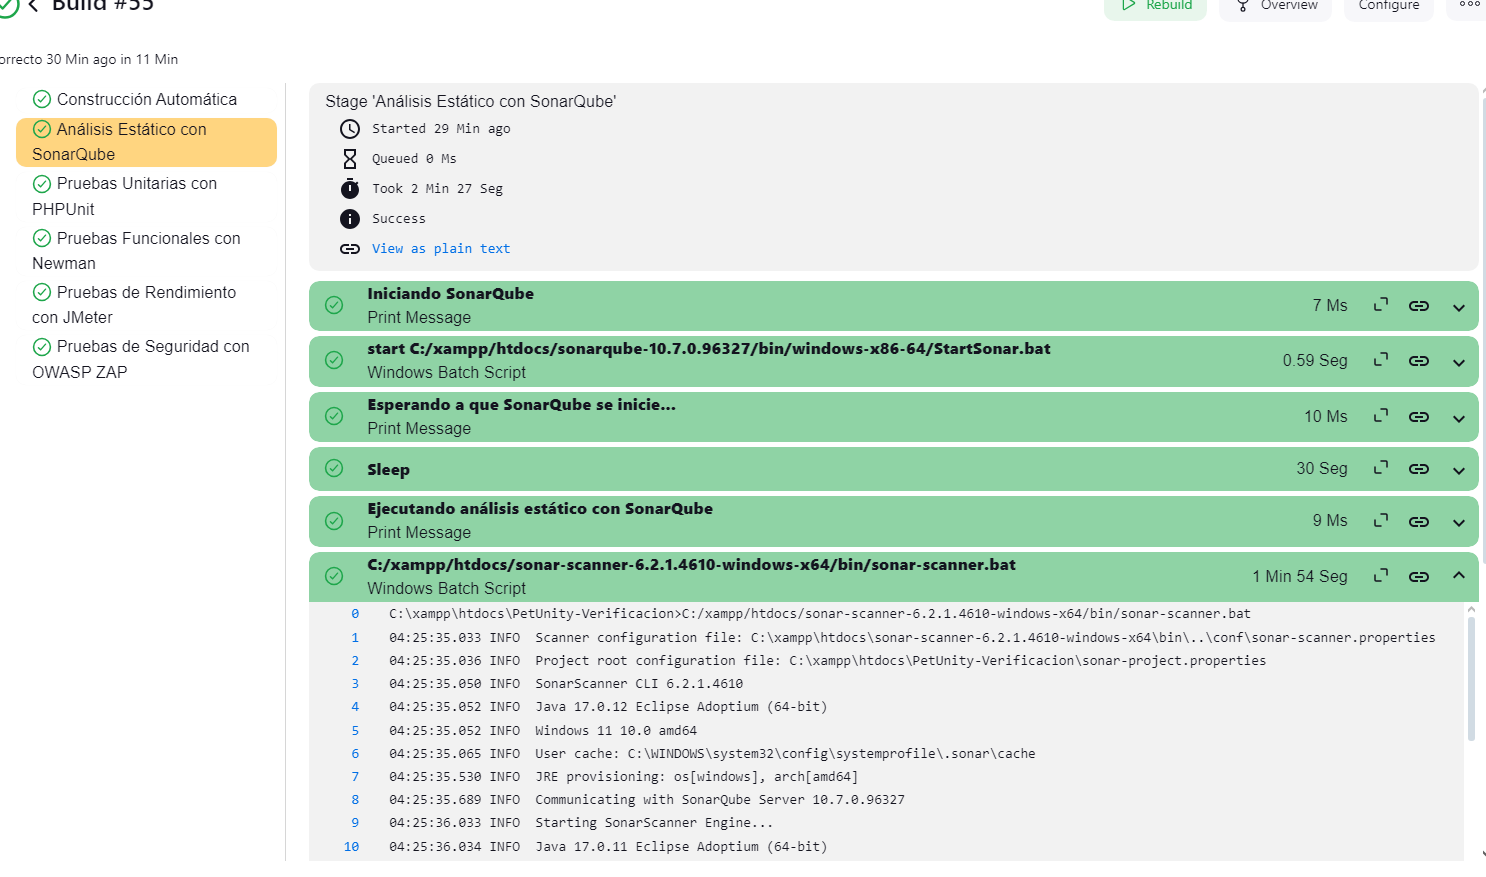 Build #55
Rebuild
Overview
Configure
orrecto 30 Min ago in 11 Min
Construcción Automática
Análisis Estático con
SonarQube
Pruebas Unitarias con
PHPUnit
Pruebas Funcionales con
Newman
Pruebas de Rendimiento
con JMeter
Pruebas de Seguridad con
OWASP ZAP
Stage 'Análisis Estático con SonarQube'
Started 29 Min ago
Queued 0 Ms
Took 2 Min 27 Seg
Success
View as plain text
Iniciando SonarQube
Print Message
7 Ms
start C:/xampp/htdocs/sonarqube-10.7.0.96327/bin/windows-x86-64/StartSonar.bat
Windows Batch Script
0.59 Seg
Esperando a que SonarQube se inicie...
Print Message
10 Ms
Sleep
30 Seg
Ejecutando análisis estático con SonarQube
Print Message
9 Ms
C:/xampp/htdocs/sonar-scanner-6.2.1.4610-windows-x64/bin/sonar-scanner.bat
Windows Batch Script
1 Min 54 Seg
0 C:\xampp\htdocs\PetUnity-Verificacion>C:/xampp/htdocs/sonar-scanner-6.2.1.4610-windows-x64/bin/sonar-scanner.bat
1 04:25:35.033 INFO Scanner configuration file: C:\xampp\htdocs\sonar-scanner-6.2.1.4610-windows-x64\bin\..\conf\sonar-scanner.properties
2 04:25:35.036 INFO Project root configuration file: C:\xampp\htdocs\PetUnity-Verificacion\sonar-project.properties
3 04:25:35.050 INFO SonarScanner CLI 6.2.1.4610
4 04:25:35.052 INFO Java 17.0.12 Eclipse Adoptium (64-bit)
5 04:25:35.052 INFO Windows 11 10.0 amd64
6 04:25:35.065 INFO User cache: C:\WINDOWS\system32\config\systemprofile\.sonar\cache
7 04:25:35.530 INFO JRE provisioning: os[windows], arch[amd64]
8 04:25:35.689 INFO Communicating with SonarQube Server 10.7.0.96327
9 04:25:36.033 INFO Starting SonarScanner Engine...
10 04:25:36.034 INFO Java 17.0.11 Eclipse Adoptium (64-bit)